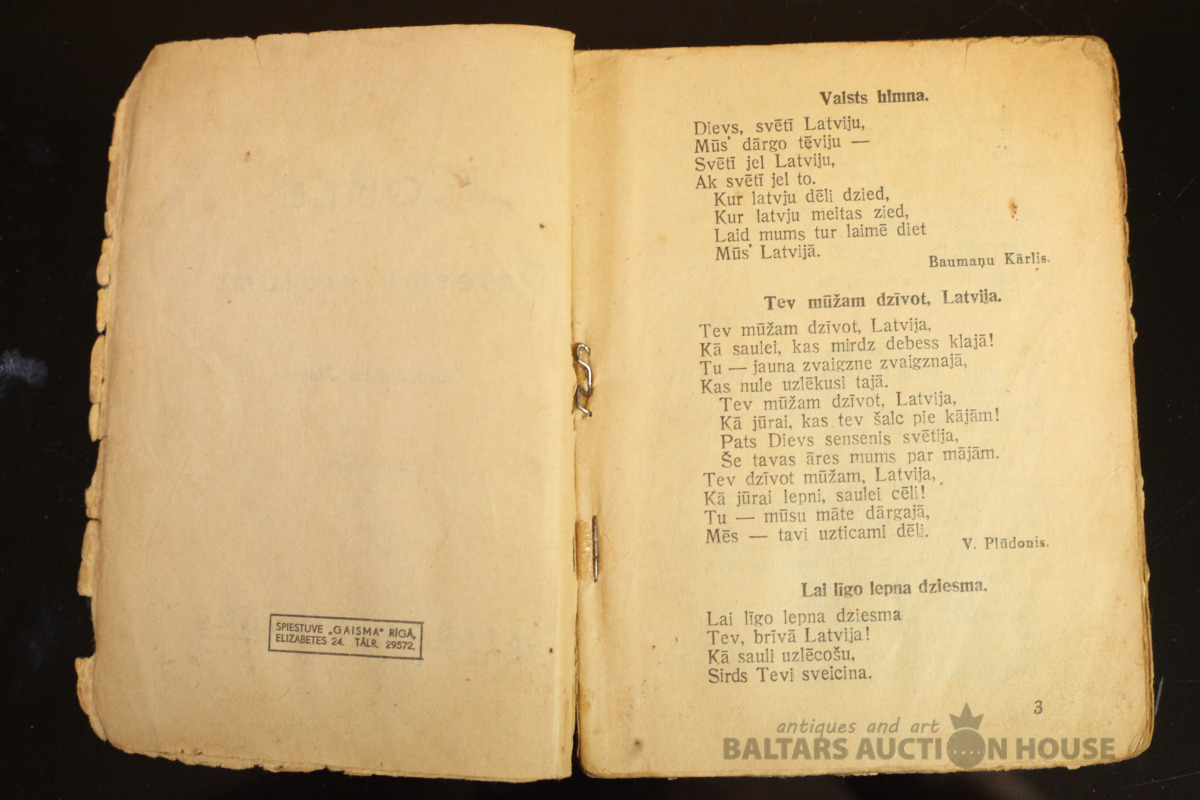 SPIESTUVE „GAISMA" RĪGĀ,
ELIZABETES 24. TĀLR. 29572.
Valsts himna.
Dievs, svētī Latviju,
Mūs' dārgo tēviju —
Svētī jel Latviju,
Ak svētī jel to.
Kur latvju dēli dzied,
Kur latvju meitas zied,
Laid mums tur laimē diet
Mūs' Latvijā.
Baumaņu Kārlis.
Tev mūžam dzīvot, Latvija.
Tev mūžam dzīvot, Latvija,
Kā saulei, kas mirdz debess klajā!
Tu — jauna zvaigzne zvaigznajā,
Kas nule uzlēkusi tajā.
Tev mūžam dzīvot, Latvija,
Kā jūrai, kas tev šalc pie kājām!
Pats Dievs sensenis svētija,
Še tavas āres mums par mājām.
Tev dzīvot mūžam, Latvija,
Kā jūrai lepni, saulei cēli!
Tu — mūsu māte dārgajā,
Mēs — tavi uzticami dēli.
V. Plūdonis.
Lai līgo lepna dziesma.
Lai līgo lepna dziesma
Tev, brīvā Latvija!
Kā sauli uzlēcošu,
Sirds Tevi sveicina.
3
antiques and art
BALTARS AUCTION HOUSE